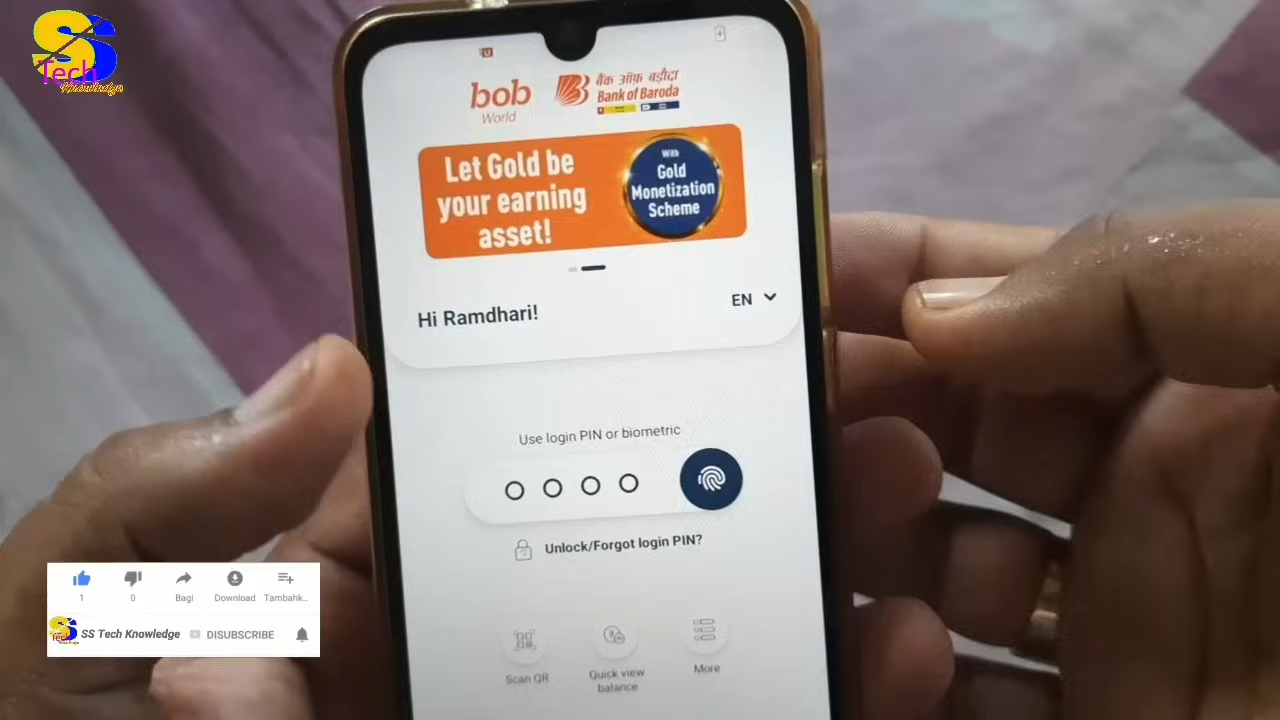 SS
Tech
Knowledge
bob
World
बैंक ऑफ़ बड़ौदा
Bank of Baroda
Let Gold be
your earning
asset!
With
Gold
Monetization
Scheme
Hi Ramdhari!
EN
Use login PIN or biometric
Unlock/Forgot login PIN?
Scan QR
Quick view
balance
More
1
0
Bagi
Download
Tambahk...
SS Tech Knowledge
DISUBSCRIBE